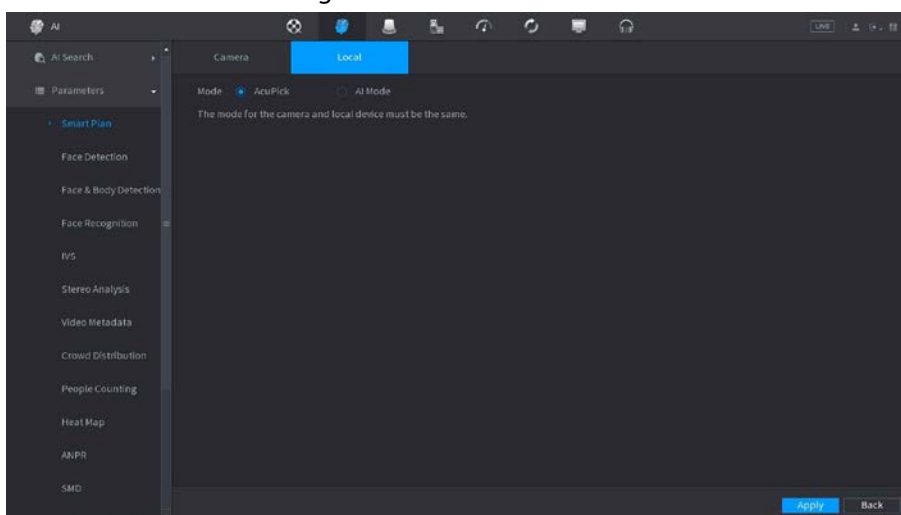 AI
LIVE
AI Search
Camera
Local
Parameters
Mode
AcuPick
AI Mode
The mode for the camera and local device must be the same.
Smart Plan
Face Detection
Face & Body Detection
Face Recognition
IVS
Stereo Analysis
Video Metadata
Crowd Distribution
People Counting
Heat Map
ANPR
SMD
Apply
Back